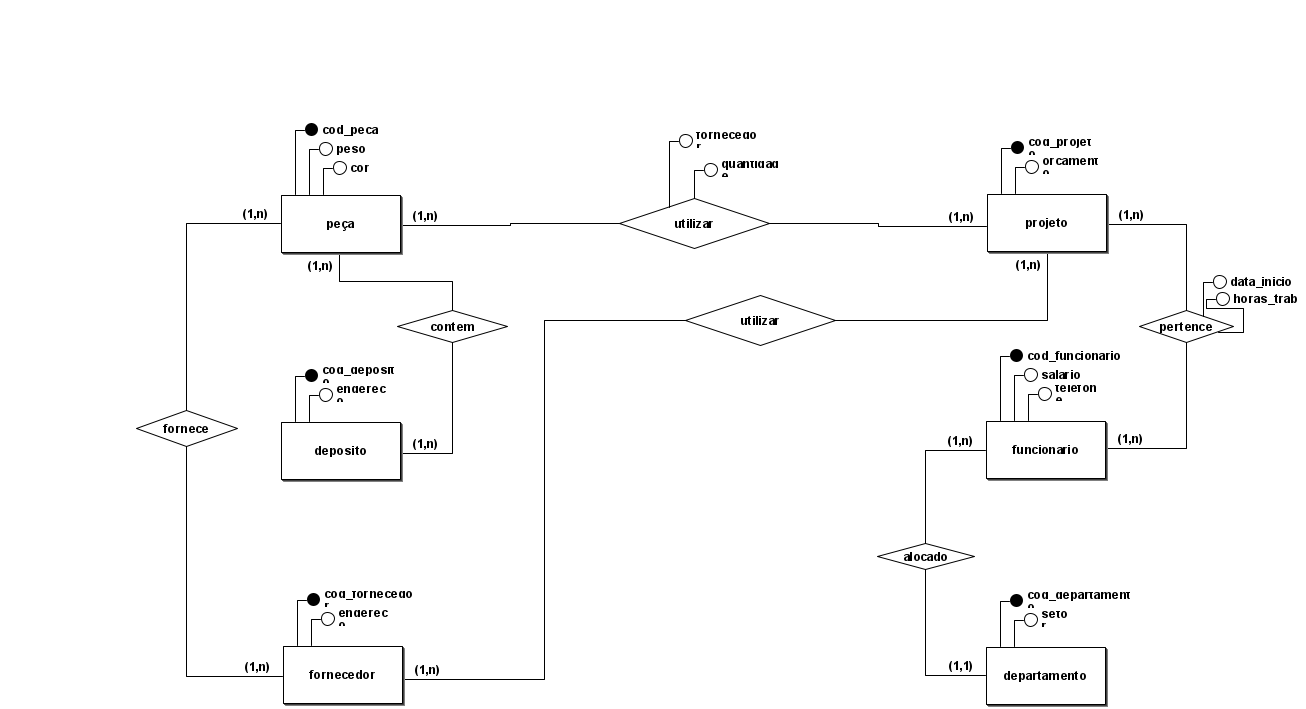 cod_peca
peso
cor
peça
(1,n)
(1,n)
(1,n)
fornecedo
r
quantidad
e
utilizar
cod_projet
o
orcament
o
projeto
(1,n)
(1,n)
(1,n)
data_inicio
horas_trab
pertence
contem
utilizar
cod_deposit
o
enderec
o
deposito
(1,n)
fornece
cod_funcionario
salario
telefon
e
funcionario
(1,n)
(1,n)
alocado
cod_fornecedo
r
enderec
o
fornecedor
(1,n)
(1,n)
cod_departament
o
seto
r
departamento
(1,1)